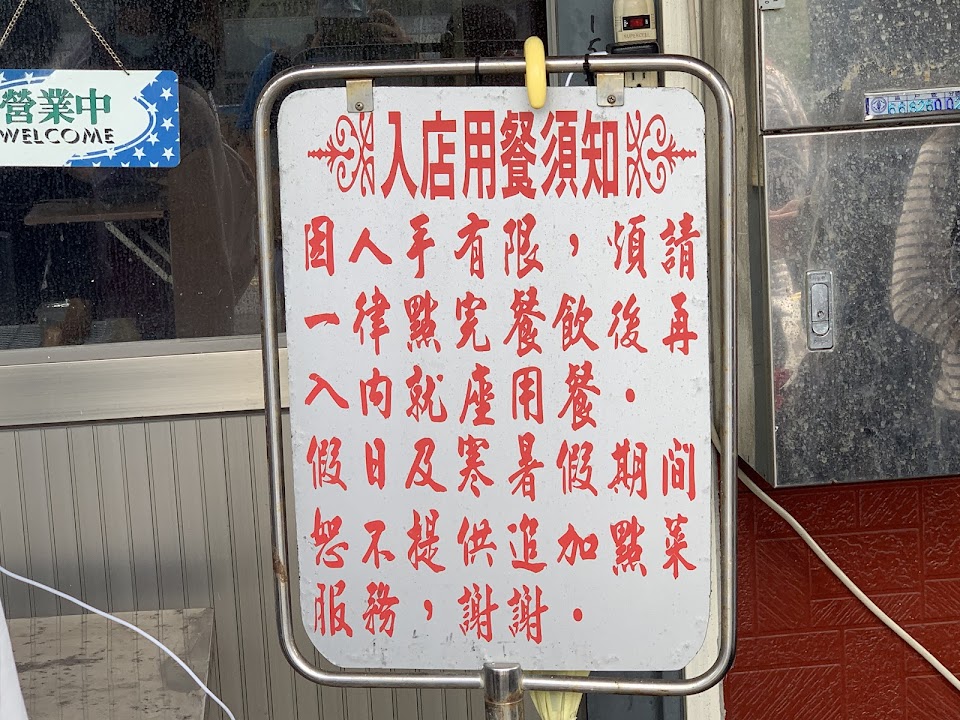 營業中
WELCOME
入店用餐須知
因人手有限，煩請
一律點完餐飲後再
入內就座用餐．
假日及寒暑假期间
恕不提供追加點菜
服務，謝謝．